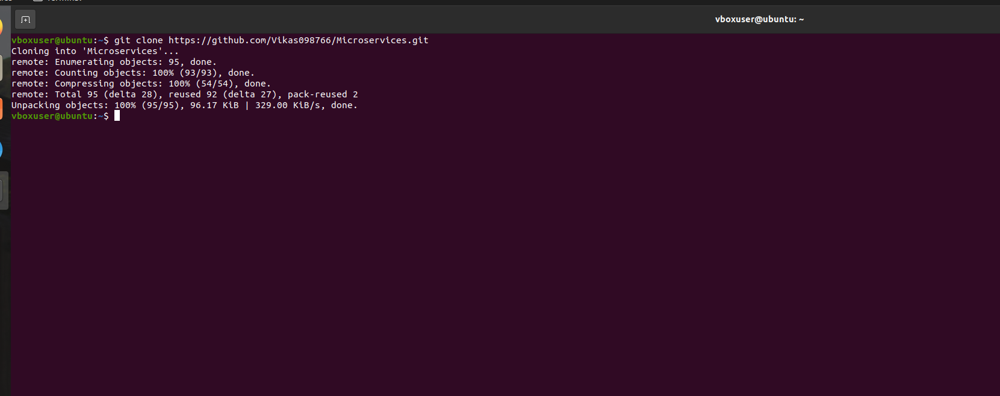 vboxuser@ubuntu: ~
vboxuser@ubuntu:~$ git clone https://github.com/Vikas098766/Microservices.git
Cloning into 'Microservices'...
remote: Enumerating objects: 95, done.
remote: Counting objects: 100% (93/93), done.
remote: Compressing objects: 100% (54/54), done.
remote: Total 95 (delta 28), reused 92 (delta 27), pack-reused 2
Unpacking objects: 100% (95/95), 96.17 KiB | 329.00 KiB/s, done.
vboxuser@ubuntu:~$